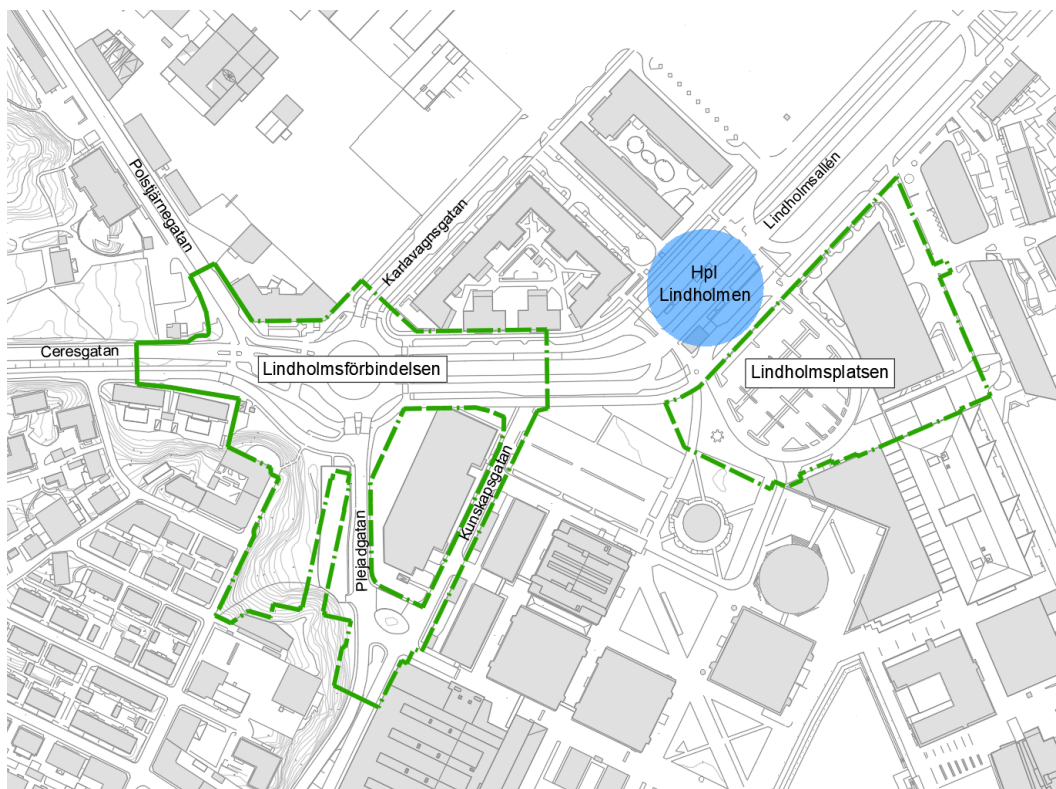 Polstjärnegatan
Karlavagnsgatan
Lindholmsallén
Hpl
Lindholmen
Ceresgatan
Lindholmsförbindelsen
Lindholmsplatsen
Kunskapsgatan
Plejadgatan